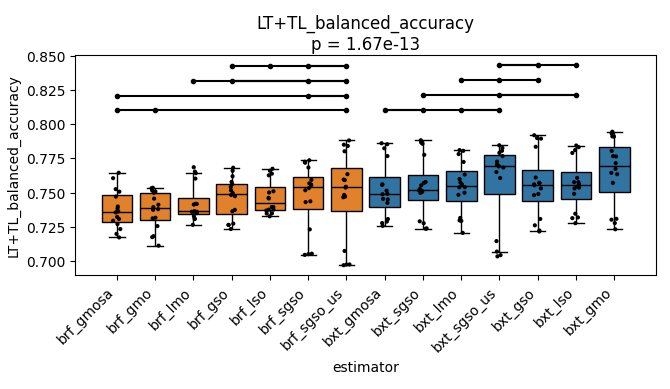 LT+TL_balanced_accuracy
p = 1.67e-13
LT+TL_balanced_accuracy
0.850
0.825
0.800
0.775
0.750
0.725
0.700
brf_gmosa
brf_gmo
brf_lmo
brf_gso
brf_lso
brf_sgso
brf_sgso_us
bxt_gmosa
bxt_sgso
bxt_lmo
bxt_sgso_us
bxt_gso
bxt_lso
bxt_gmo
estimator